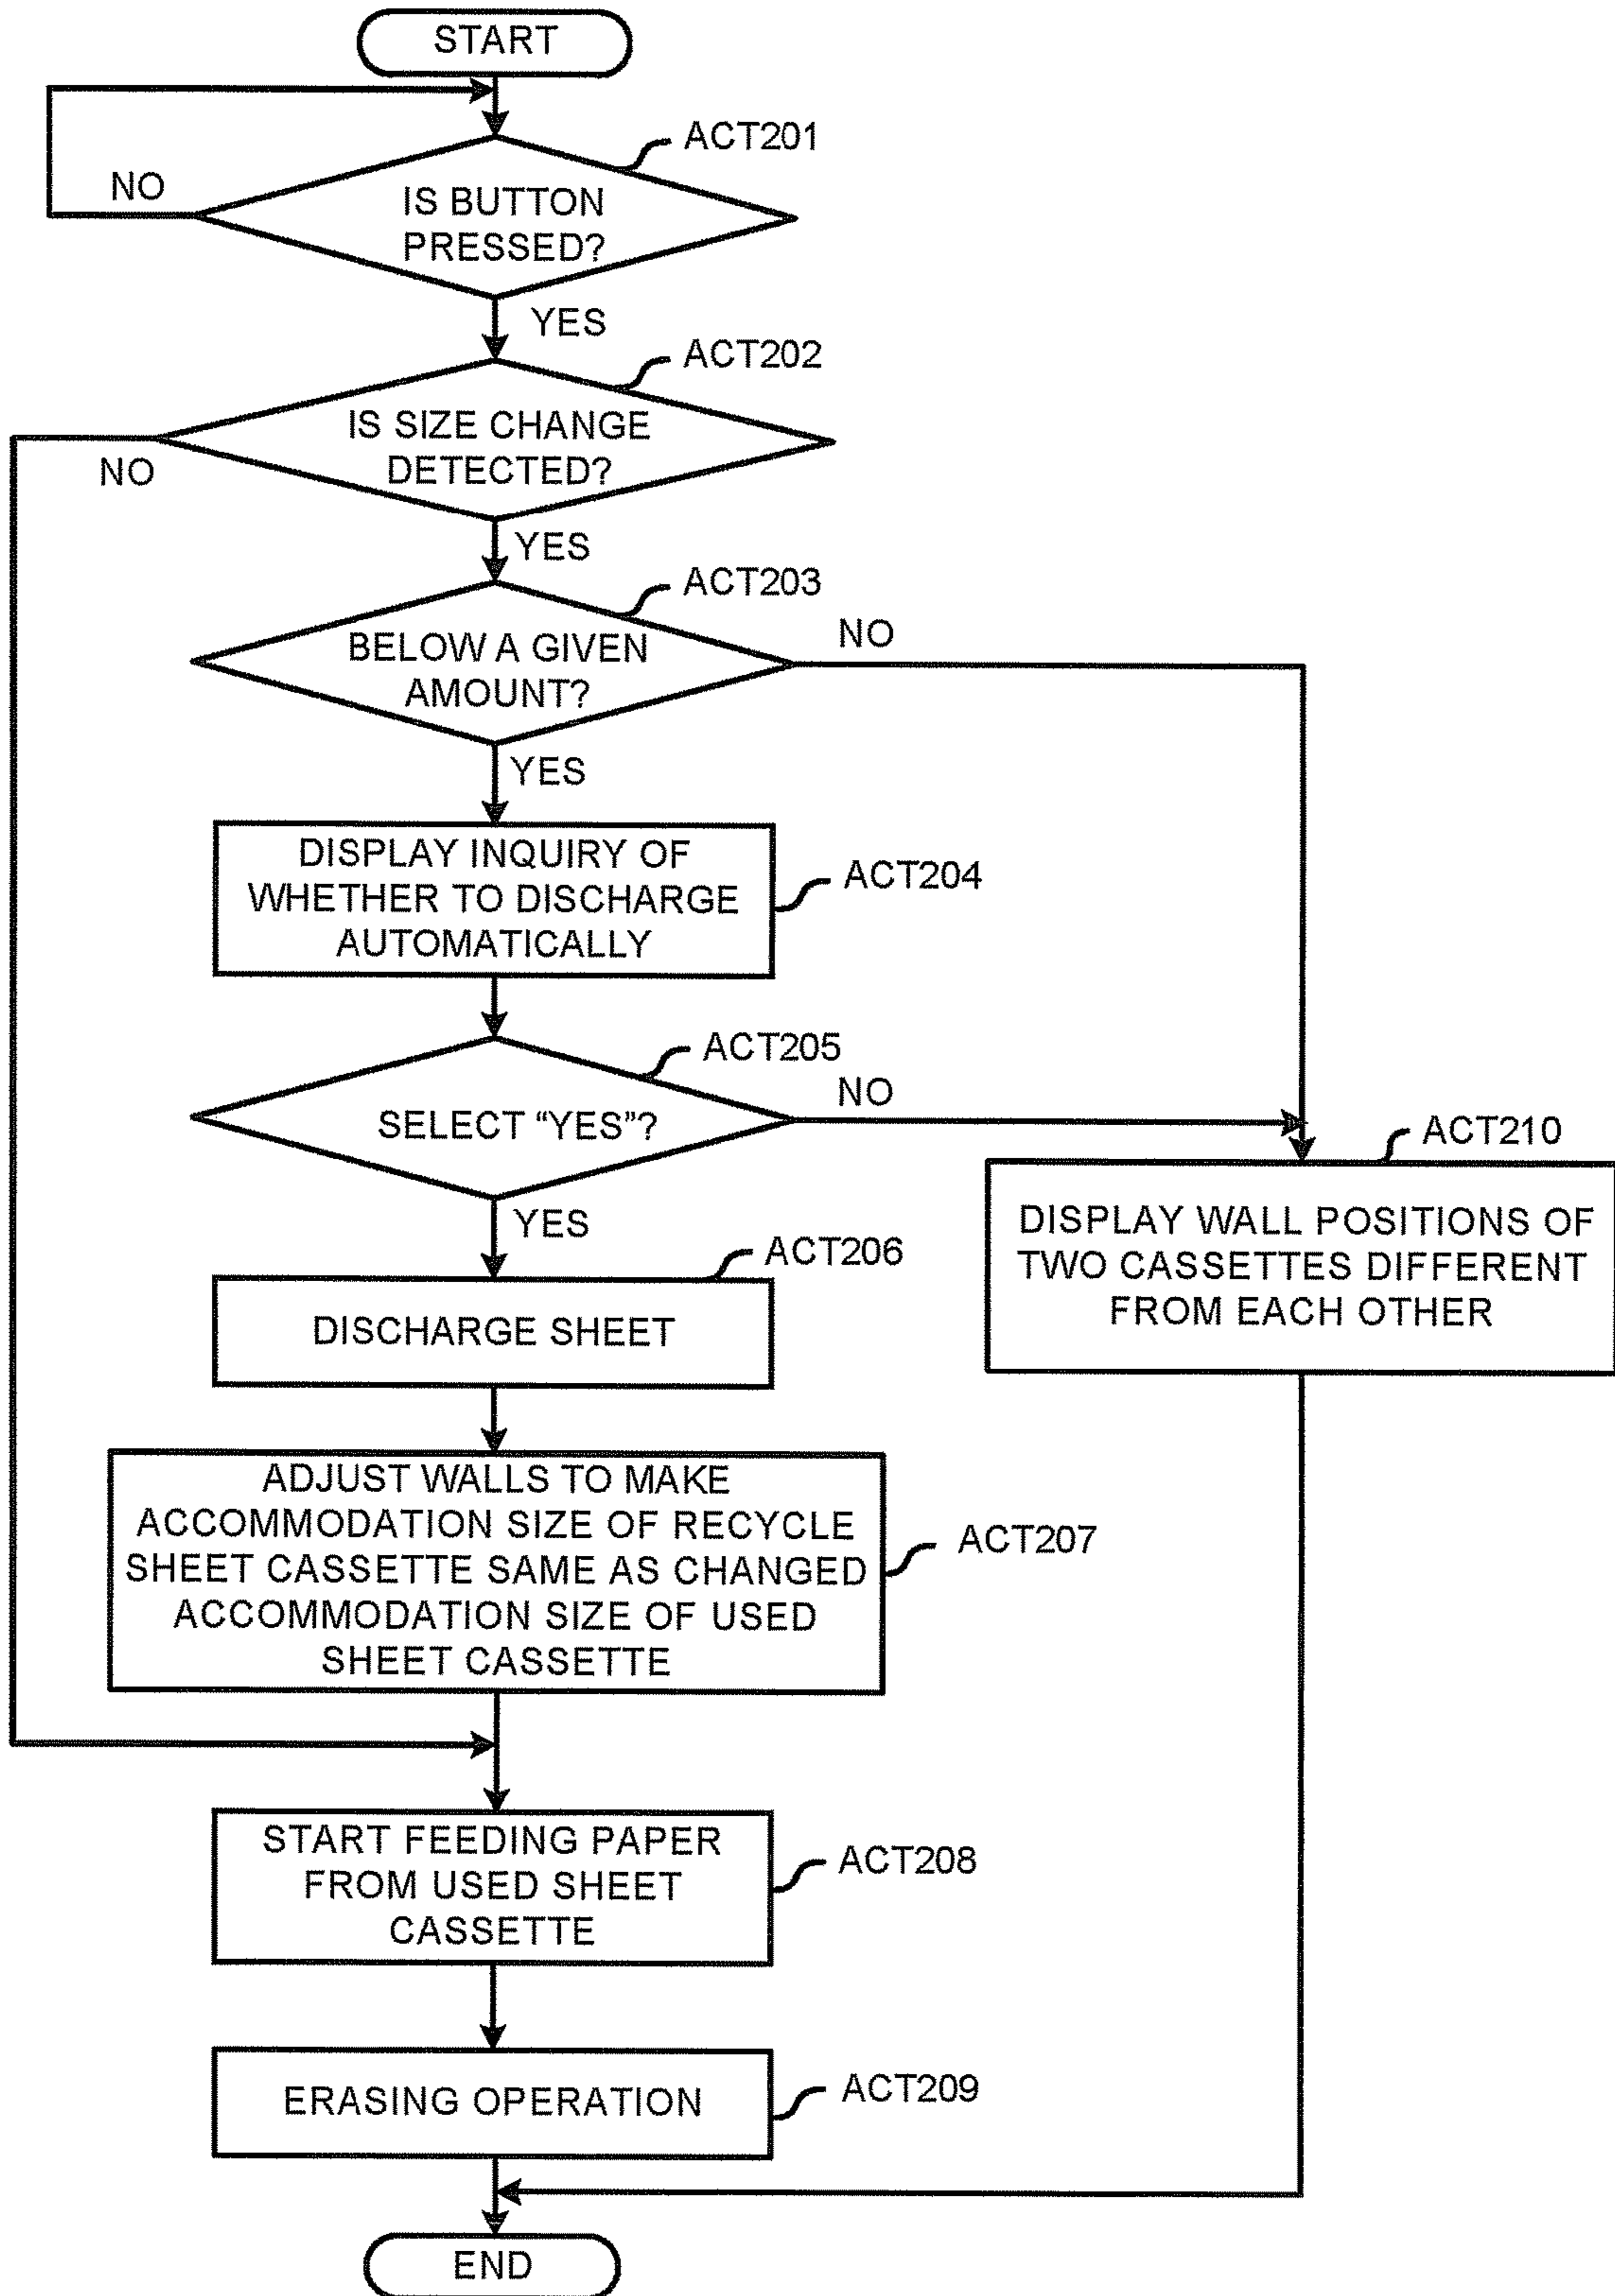 START
ACT201
NO
IS BUTTON
PRESSED?
YES
ACT202
IS SIZE CHANGE
DETECTED?
NO
YES
ACT203
BELOW A GIVEN
AMOUNT?
NO
YES
DISPLAY INQUIRY OF
WHETHER TO DISCHARGE
AUTOMATICALLY
ACT204
ACT205
SELECT “YES”?
NO
YES
ACT210
DISPLAY WALL POSITIONS OF
TWO CASSETTES DIFFERENT
FROM EACH OTHER
ACT206
DISCHARGE SHEET
ADJUST WALLS TO MAKE
ACCOMMODATION SIZE OF RECYCLE
SHEET CASSETTE SAME AS CHANGED
ACCOMMODATION SIZE OF USED
SHEET CASSETTE
ACT207
START FEEDING PAPER
FROM USED SHEET
CASSETTE
ACT208
ERASING OPERATION
ACT209
END